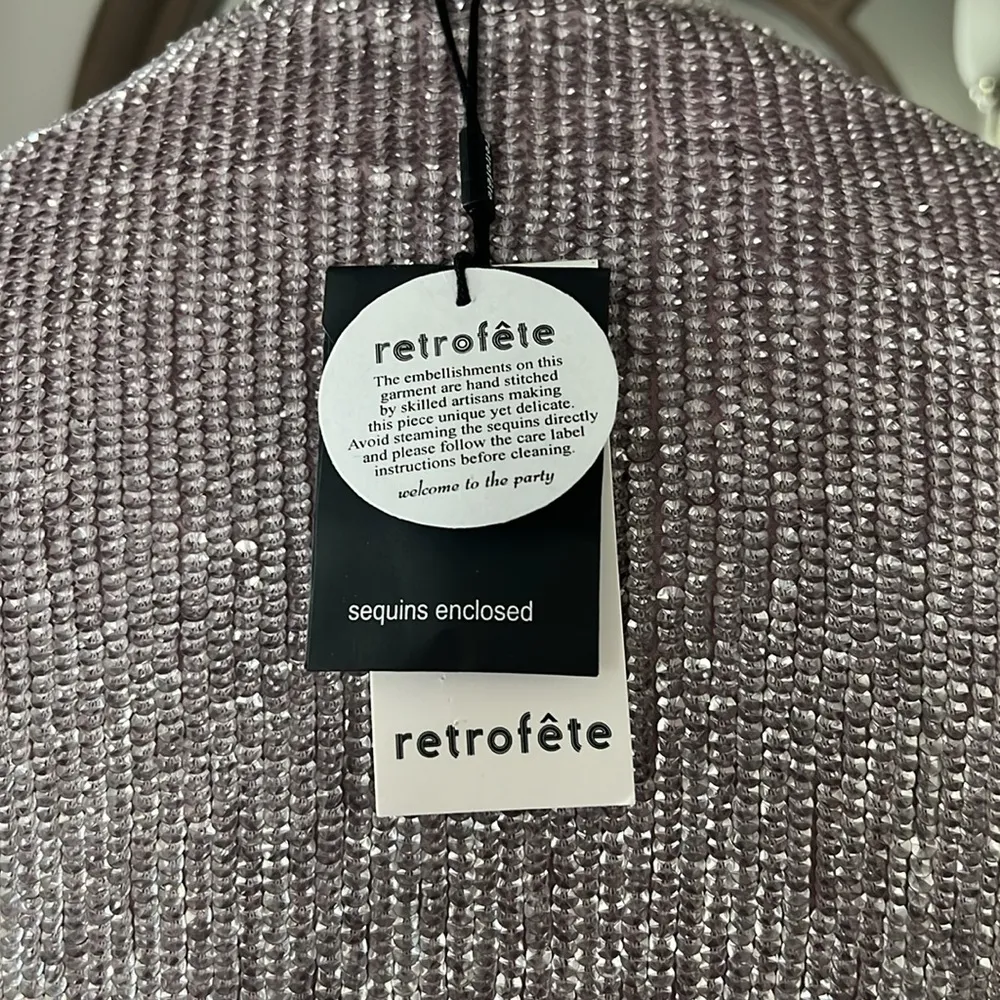 retrofête
The embellishments on this
garment are hand stitched
by skilled artisans making
this piece unique yet delicate.
Avoid steaming the sequins directly
and please follow the care label
instructions before cleaning.
welcome to the party
sequins enclosed
retrofête